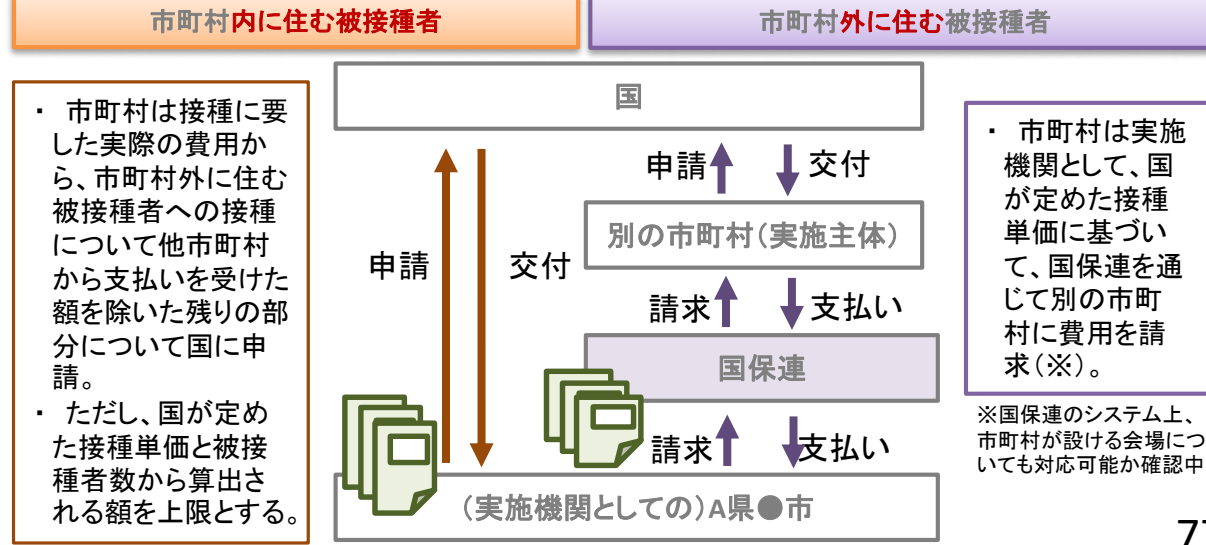 市町村内に住む被接種者
市町村外に住む被接種者
・ 市町村は接種に要
した実際の費用か
ら、市町村外に住む
被接種者への接種
について他市町村
から支払いを受けた
額を除いた残りの部
分について国に申
請。
・ ただし、国が定め
た接種単価と被接
種者数から算出さ
れる額を上限とする。
国
申請
交付
申請
交付
別の市町村(実施主体)
請求
支払い
国保連
請求
支払い
(実施機関としての)A県●市
・ 市町村は実施
機関として、国
が定めた接種
単価に基づい
て、国保連を通
じて別の市町
村に費用を請
求(※)。
※国保連のシステム上、
市町村が設ける会場につ
いても対応可能か確認中
77